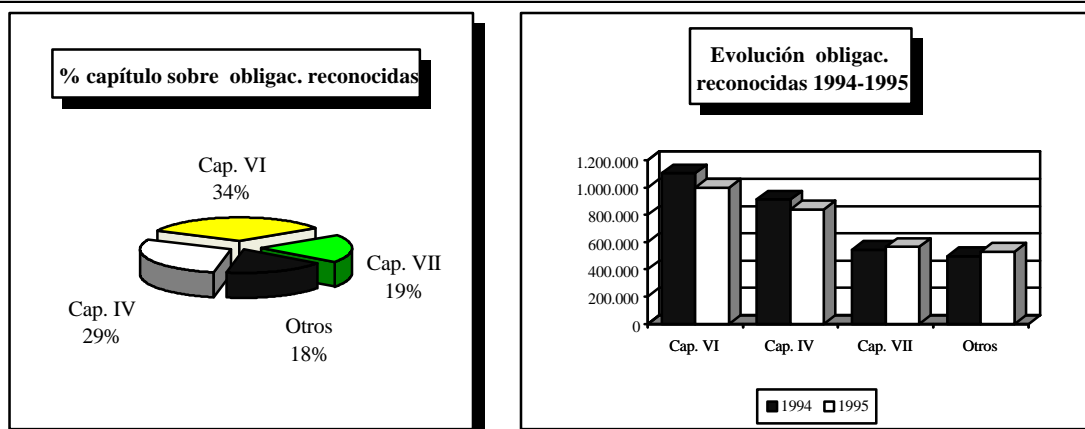 % capítulo sobre obligac. reconocidas
Cap. VI
34%
Cap. VII
19%
Cap. IV
29%
Otros
18%
Evolución obligac.
reconocidas 1994-1995
1.200.000
1.000.000
800.000
600.000
400.000
200.000
0
Cap. VI
Cap. IV
Cap. VII
Otros
1994
1995